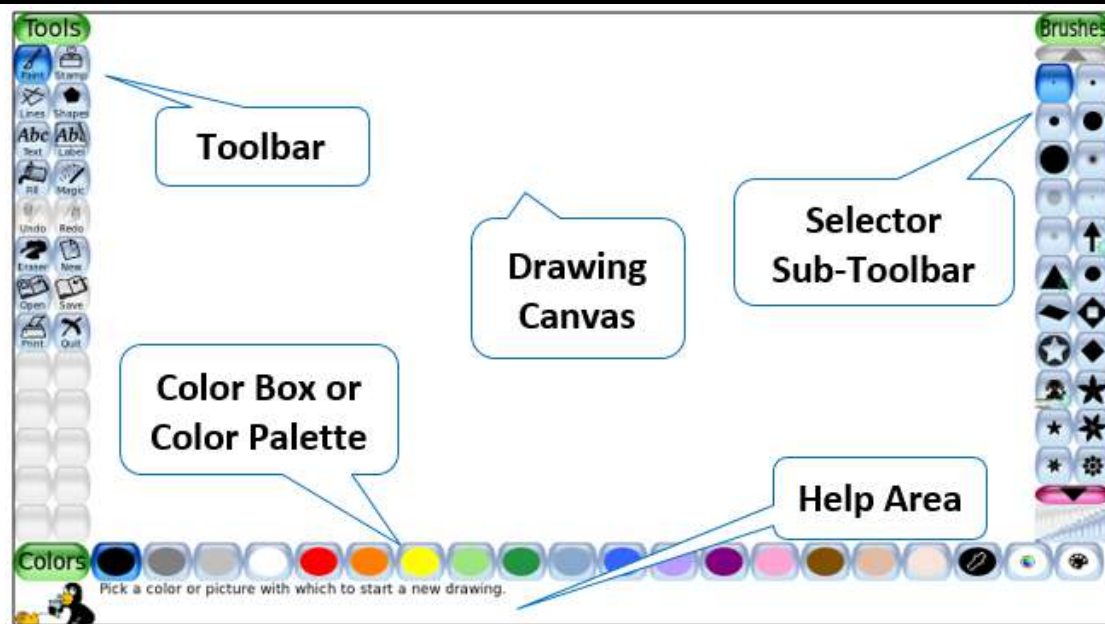 Tools
Brushes
Paint Stamp
Lines Shapes
Abc Abc
Text Label
Fill Magic
Undo Redo
Eraser New
Open Save
Print Quit
Toolbar
Selector
Sub-Toolbar
Drawing
Canvas
Color Box or
Color Palette
Help Area
Colors
Pick a color or picture with which to start a new drawing.